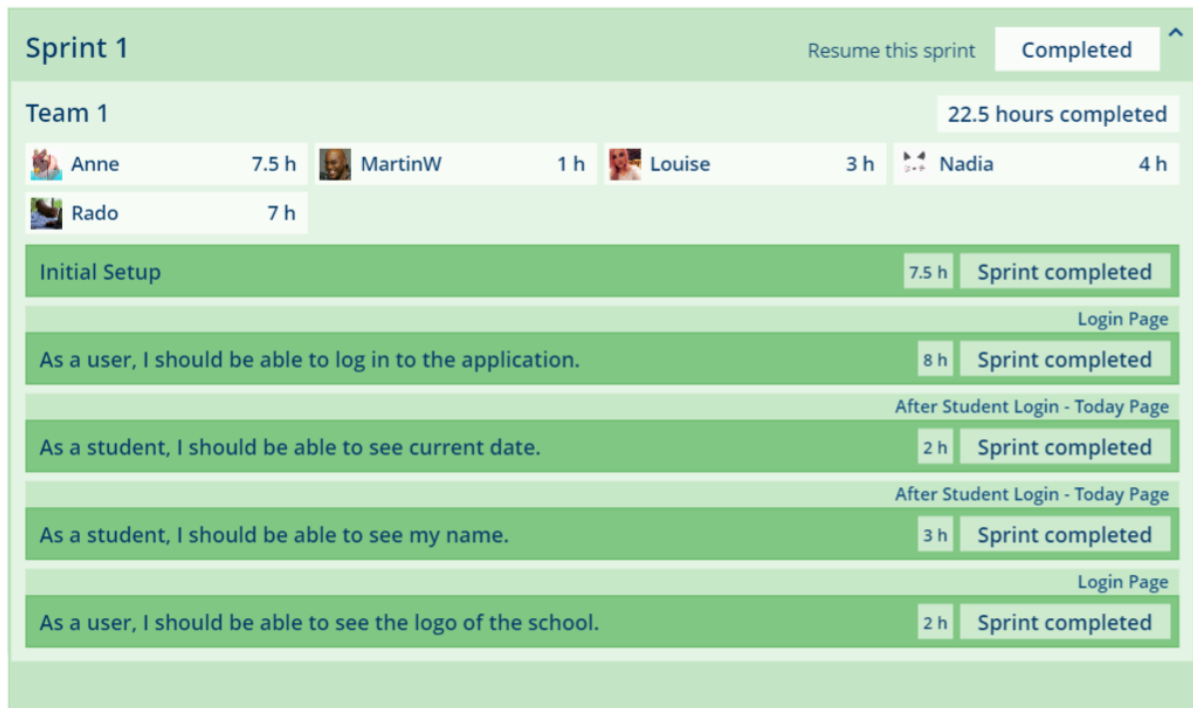 Sprint 1
Resume this sprint
Completed
Team 1
22.5 hours completed
Anne 7.5 h
MartinW 1 h
Louise 3 h
Nadia 4 h
Rado 7 h
Initial Setup 7.5 h Sprint completed
Login Page
As a user, I should be able to log in to the application. 8 h Sprint completed
After Student Login - Today Page
As a student, I should be able to see current date. 2 h Sprint completed
After Student Login - Today Page
As a student, I should be able to see my name. 3 h Sprint completed
Login Page
As a user, I should be able to see the logo of the school. 2 h Sprint completed